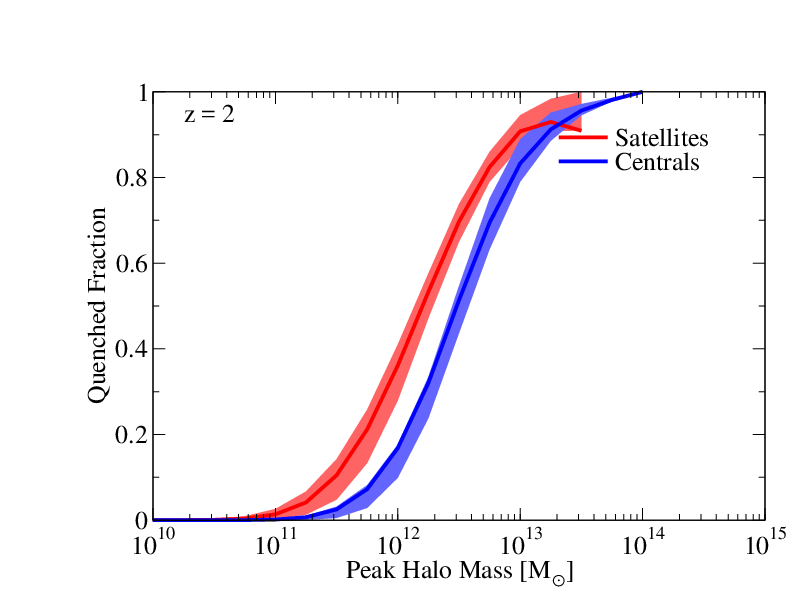 z = 2
Satellites
Centrals
Quenched Fraction
1
0.8
0.6
0.4
0.2
0
10^10 10^11 10^12 10^13 10^14 10^15
Peak Halo Mass [M_⊙]